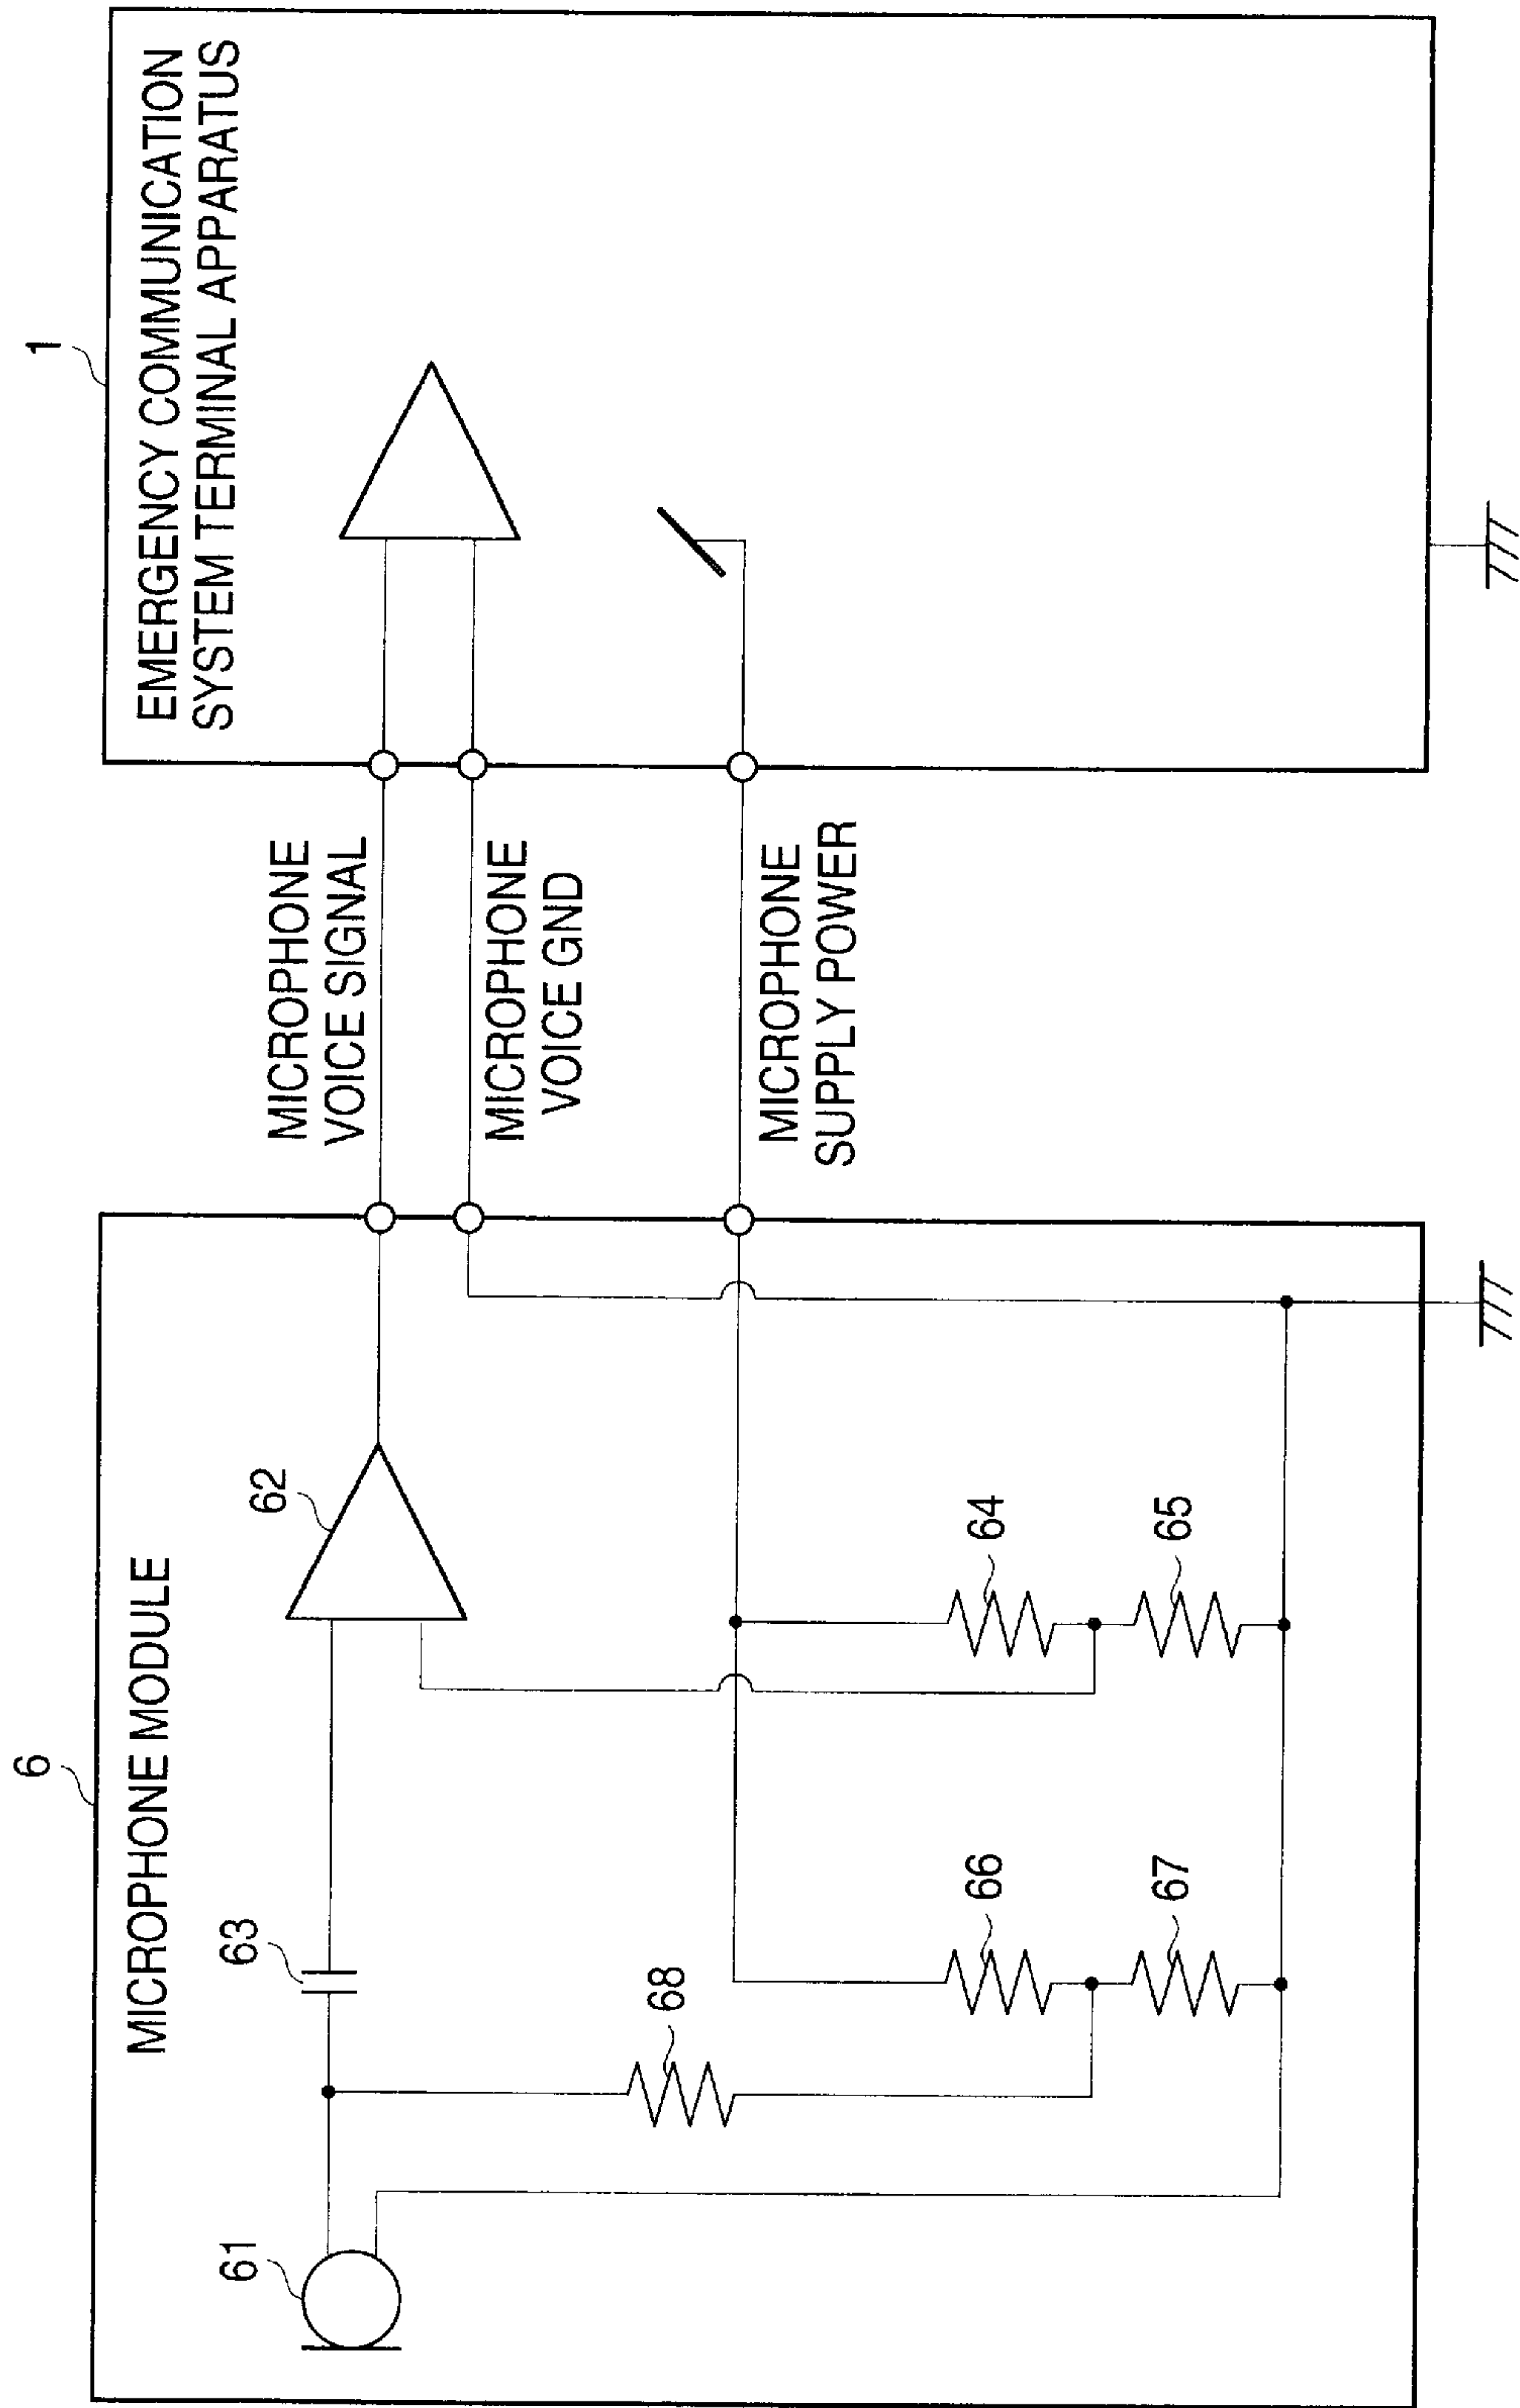 6
MICROPHONE MODULE
61
63
62
68
66
67
64
65
MICROPHONE
VOICE SIGNAL
MICROPHONE
VOICE GND
MICROPHONE
SUPPLY POWER
1
EMERGENCY COMMUNICATION
SYSTEM TERMINAL APPARATUS